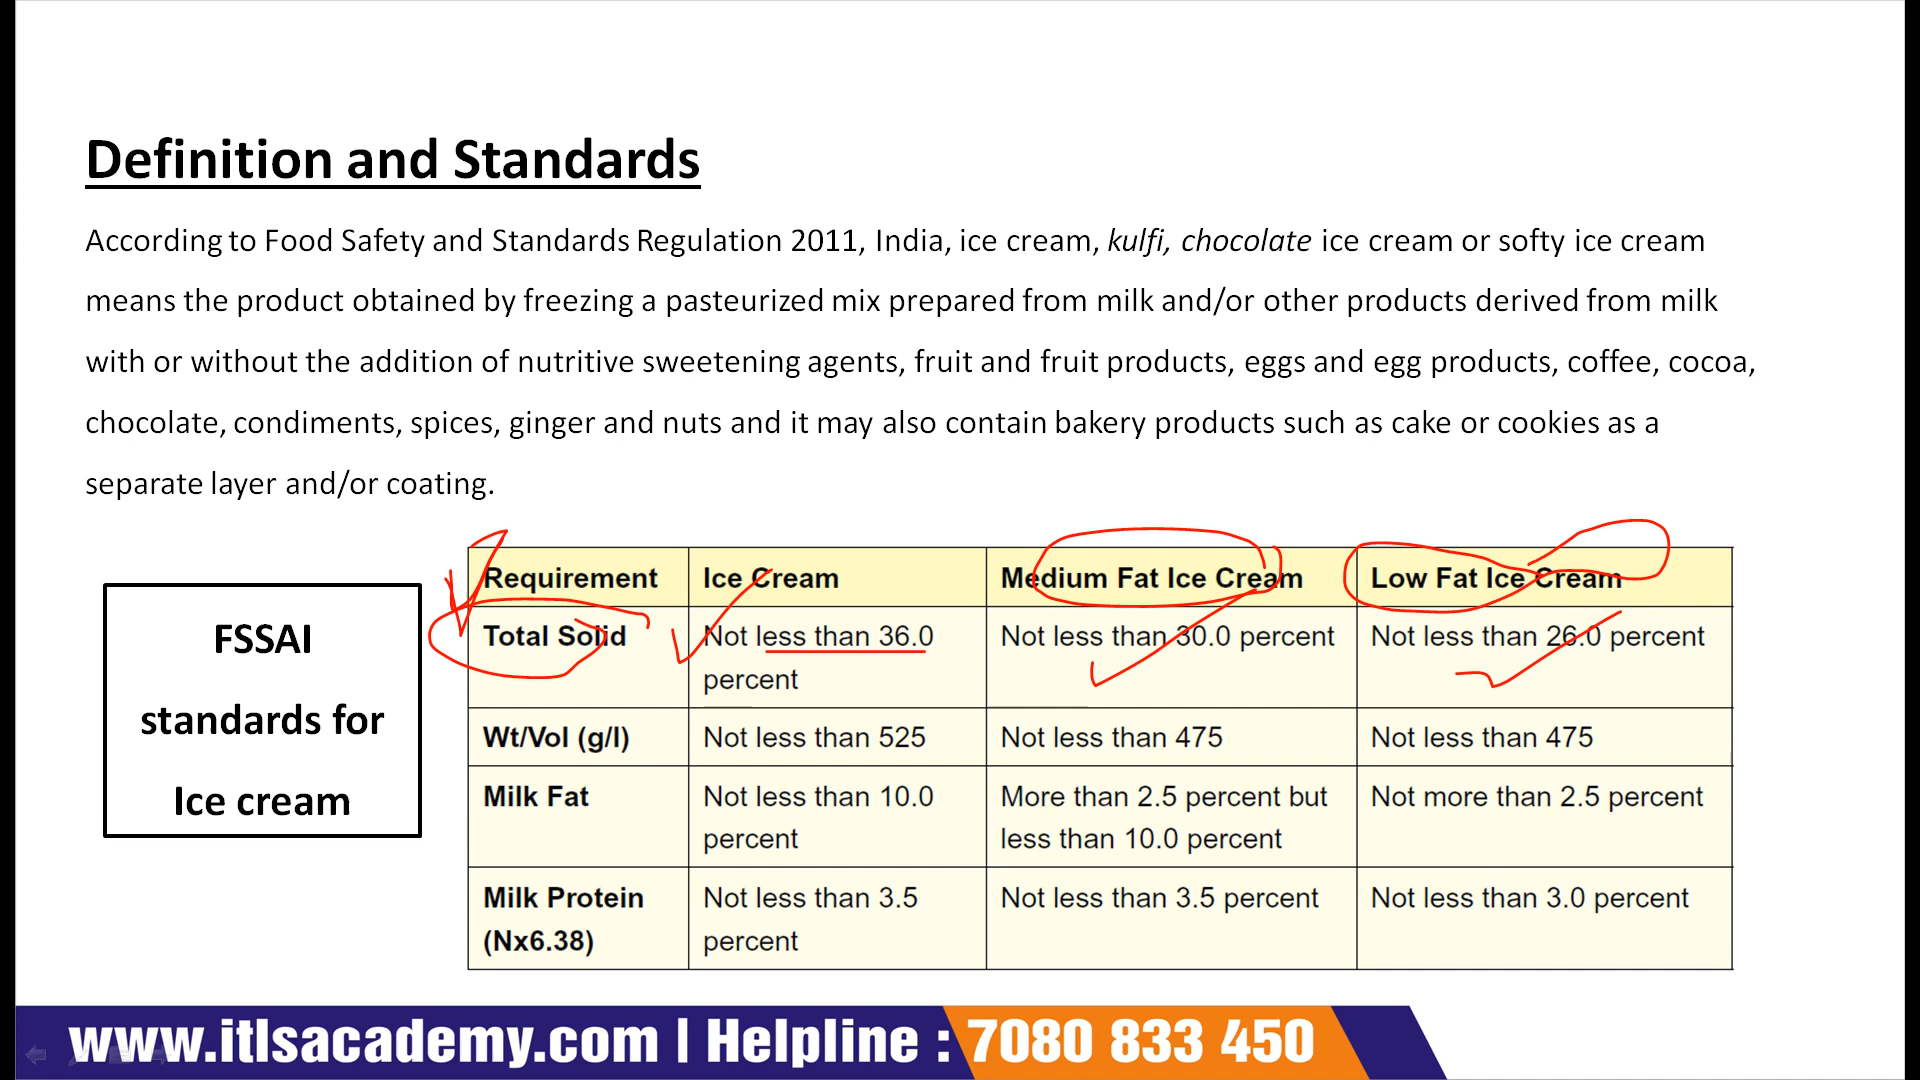 Definition and Standards
According to Food Safety and Standards Regulation 2011, India, ice cream, kulfi, chocolate ice cream or softy ice cream
means the product obtained by freezing a pasteurized mix prepared from milk and/or other products derived from milk
with or without the addition of nutritive sweetening agents, fruit and fruit products, eggs and egg products, coffee, cocoa,
chocolate, condiments, spices, ginger and nuts and it may also contain bakery products such as cake or cookies as a
separate layer and/or coating.
FSSAI
standards for
Ice cream
Requirement Ice Cream Medium Fat Ice Cream Low Fat Ice Cream
Total Solid Not less than 36.0 Not less than 30.0 percent Not less than 26.0 percent
percent
Wt/Vol (g/l) Not less than 525 Not less than 475 Not less than 475
Milk Fat Not less than 10.0 More than 2.5 percent but Not more than 2.5 percent
percent less than 10.0 percent
Milk Protein Not less than 3.5 Not less than 3.5 percent Not less than 3.0 percent
(Nx6.38) percent
www.itlsacademy.com | Helpline : 7080 833 450